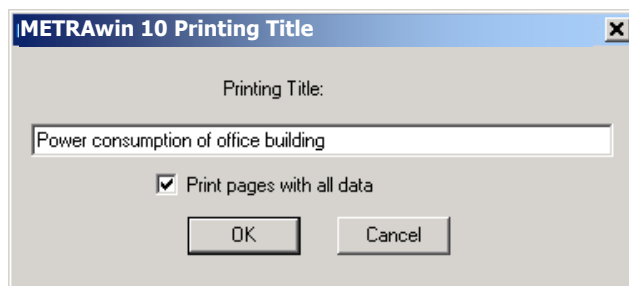 METRAwin 10 Printing Title
Printing Title:
Power consumption of office building
Print pages with all data
OK Cancel